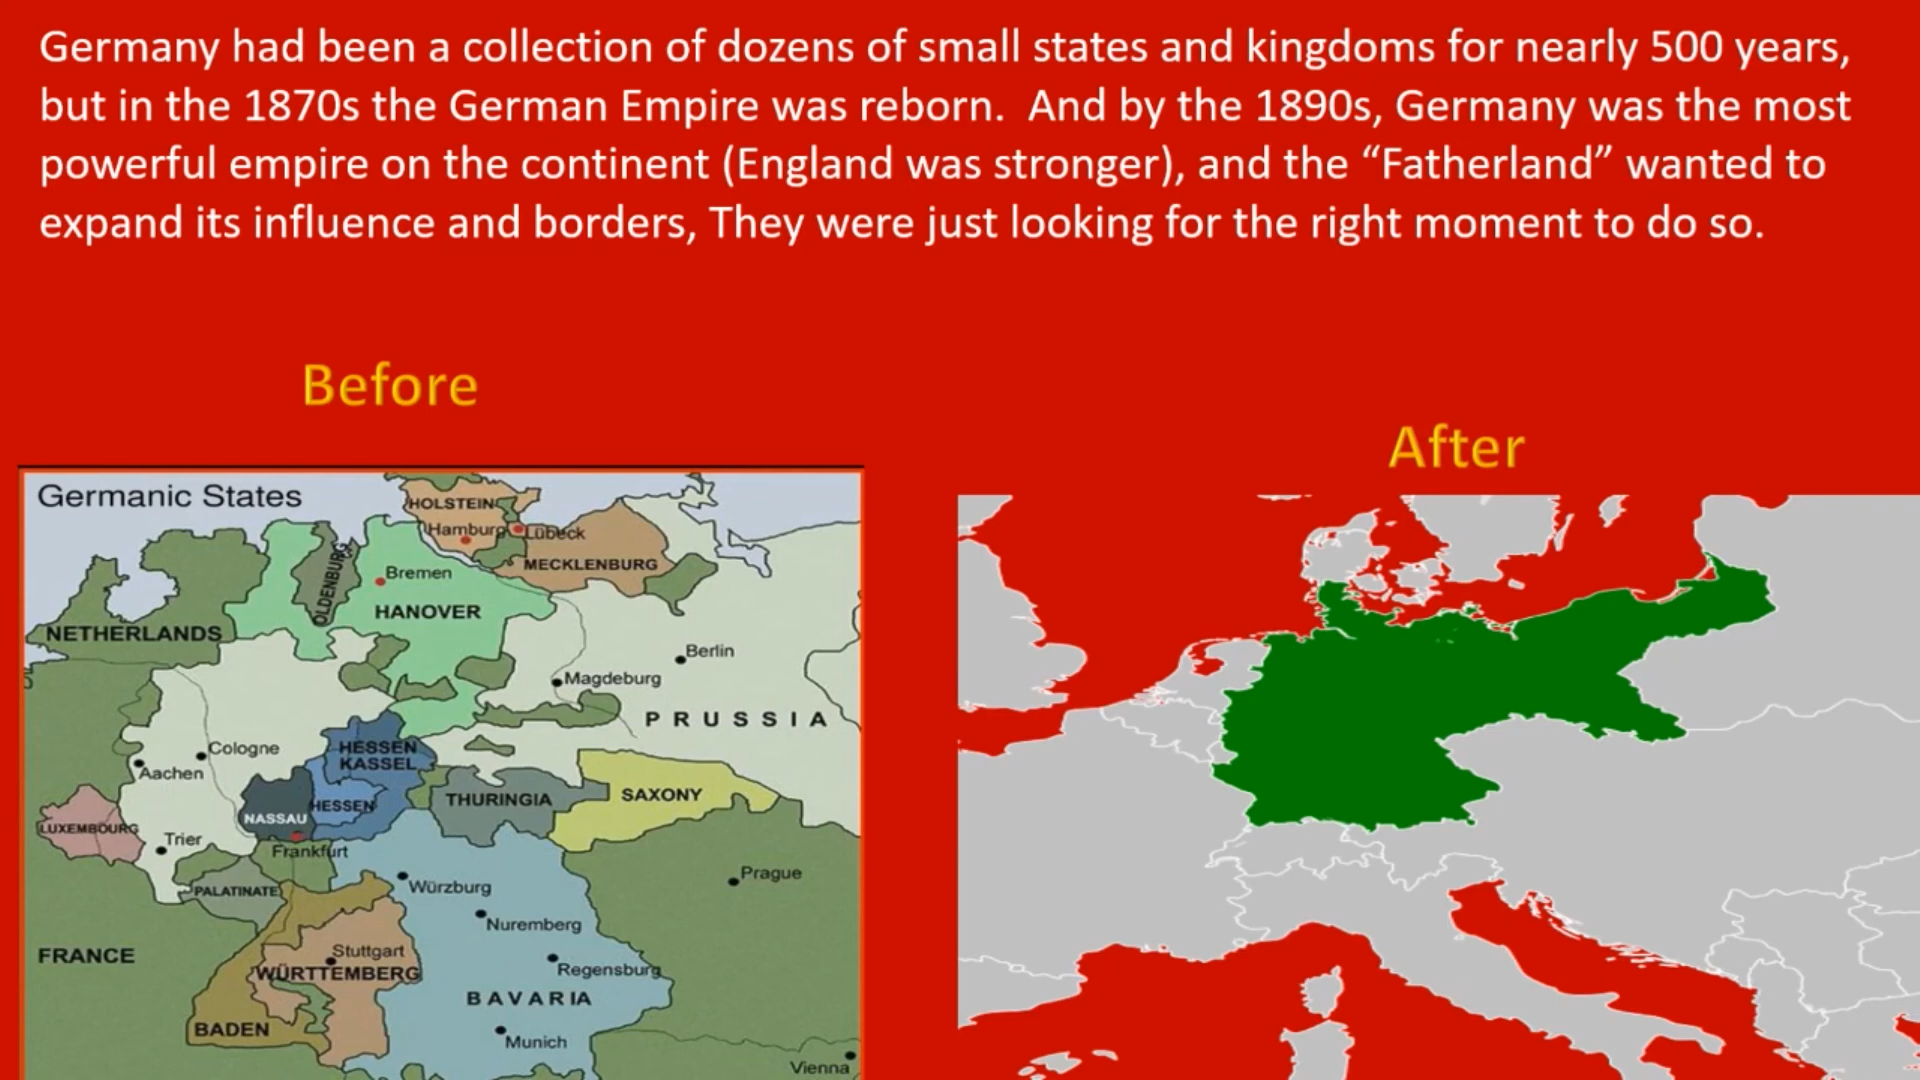 Germany had been a collection of dozens of small states and kingdoms for nearly 500 years,
but in the 1870s the German Empire was reborn.  And by the 1890s, Germany was the most
powerful empire on the continent (England was stronger), and the “Fatherland” wanted to
expand its influence and borders, They were just looking for the right moment to do so.
Before
After
Germanic States
HOLSTEIN
Hamburg
Lübeck
MECKLENBURG
OLDENBURG
Bremen
HANOVER
NETHERLANDS
Berlin
Magdeburg
PRUSSIA
Cologne
Aachen
HESSEN
KASSEL
HESSEN
NASSAU
THURINGIA
SAXONY
LUXEMBOURG
Trier
Frankfurt
PALATINATE
Würzburg
Prague
Nuremberg
FRANCE
Stuttgart
WÜRTTEMBERG
Regensburg
BAVARIA
BADEN
Munich
Vienna